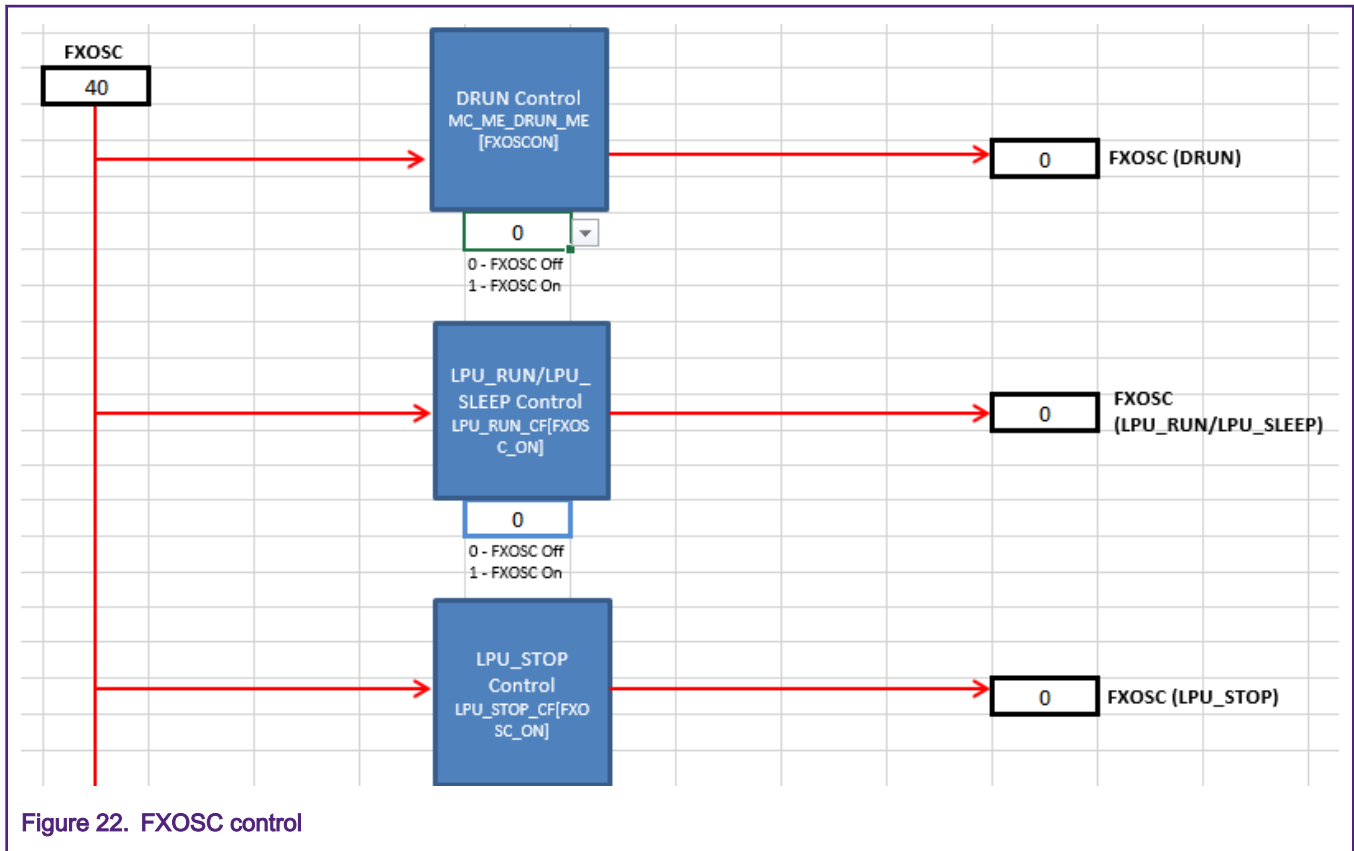 FXOSC
40
DRUN Control
MC_ME_DRUN_ME
[FXOSCON]
0
FXOSC (DRUN)
0
0 - FXOSC Off
1 - FXOSC On
LPU_RUN/LPU_
SLEEP Control
LPU_RUN_CF[FXOS
C_ON]
0
FXOSC
(LPU_RUN/LPU_SLEEP)
0
0 - FXOSC Off
1 - FXOSC On
LPU_STOP
Control
LPU_STOP_CF[FXO
SC_ON]
0
FXOSC (LPU_STOP)
Figure 22. FXOSC control